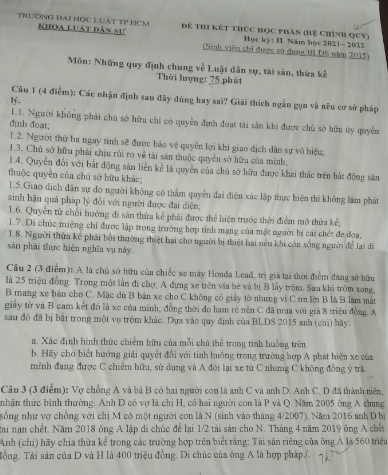 TRƯỜNG ĐẠI HỌC LUẬT TP HCM
KHOA LUẬT DÂN SỰ
ĐỀ THI KẾT THÚC HỌC PHẦN (HỆ CHÍNH QUY)
Học kỳ: II Năm học 2021 - 2022
(Sinh viên chỉ được sử dụng BLDS năm 2015)
Môn: Những quy định chung về Luật dân sự, tài sản, thừa kế
Thời lượng: 75 phút
Câu 1 (4 điểm): Các nhận định sau đây đúng hay sai? Giải thích ngắn gọn và nêu cơ sở pháp
lý.
1.1. Người không phải chủ sở hữu chỉ có quyền định đoạt tài sản khi được chủ sở hữu ủy quyền
định đoạt;
1.2. Người thứ ba ngay tình sẽ được bảo vệ quyền lợi khi giao dịch dân sự vô hiệu;
1.3. Chủ sở hữu phải chịu rủi ro về tài sản thuộc quyền sở hữu của mình;
1.4. Quyền đối với bất động sản liền kề là quyền của chủ sở hữu được khai thác trên bất động sản
thuộc quyền của chủ sở hữu khác;
1.5.Giao dịch dân sự do người không có thẩm quyền đại diện xác lập thực hiện thì không làm phát
sinh hậu quả pháp lý đối với người được đại diện;
1.6. Quyền từ chối hưởng di sản thừa kế phải được thể hiện trước thời điểm mở thừa kế;
1.7. Di chúc miệng chỉ được lập trong trường hợp tính mạng của một người bị cái chết đe dọa;
1.8. Người thừa kế phải bồi thường thiệt hại cho người bị thiệt hại nếu khi còn sống người để lại di
sản phải thực hiện nghĩa vụ này.
Câu 2 (3 điểm): A là chủ sở hữu của chiếc xe máy Honda Lead, trị giá tại thời điểm đang sở hữu
là 25 triệu đồng. Trong một lần đi chợ, A dựng xe trên vỉa hè và bị B lấy trộm. Sau khi trộm xong,
B mang xe bán cho C. Mặc dù B bán xe cho C không có giấy tờ nhưng vì C tin lời B là B làm mất
giấy tờ và B cam kết đó là xe của mình, đồng thời do ham rẻ nên C đã mua với giá 8 triệu đồng. A
sau đó đã bị bắt trong một vụ trộm khác. Dựa vào quy định của BLDS 2015 anh (chị) hãy:
a. Xác định hình thức chiếm hữu của mỗi chủ thể trong tình huống trên.
b. Hãy cho biết hướng giải quyết đối với tình huống trong trường hợp A phát hiện xe của
mình đang được C chiếm hữu, sử dụng và A đòi lại xe từ C nhưng C không đồng ý trả.
Câu 3 (3 điểm): Vợ chồng A và bà B có hai người con là anh C và anh D. Anh C, D đã thành niên,
nhận thức bình thường. Anh D có vợ là chị H, có hai người con là P và Q. Năm 2005 ông A chung
sống như vợ chồng với chị M có một người con là N (sinh vào tháng 4/2007). Năm 2016 anh D bị
tai nạn chết. Năm 2018 ông A lập di chúc để lại 1/2 tài sản cho N. Tháng 4 năm 2019 ông A chết.
Anh (chị) hãy chia thừa kế trong các trường hợp trên biết rằng: Tài sản riêng của ông A là 560 triệu
đồng. Tài sản của D và H là 400 triệu đồng. Di chúc của ông A là hợp pháp./.